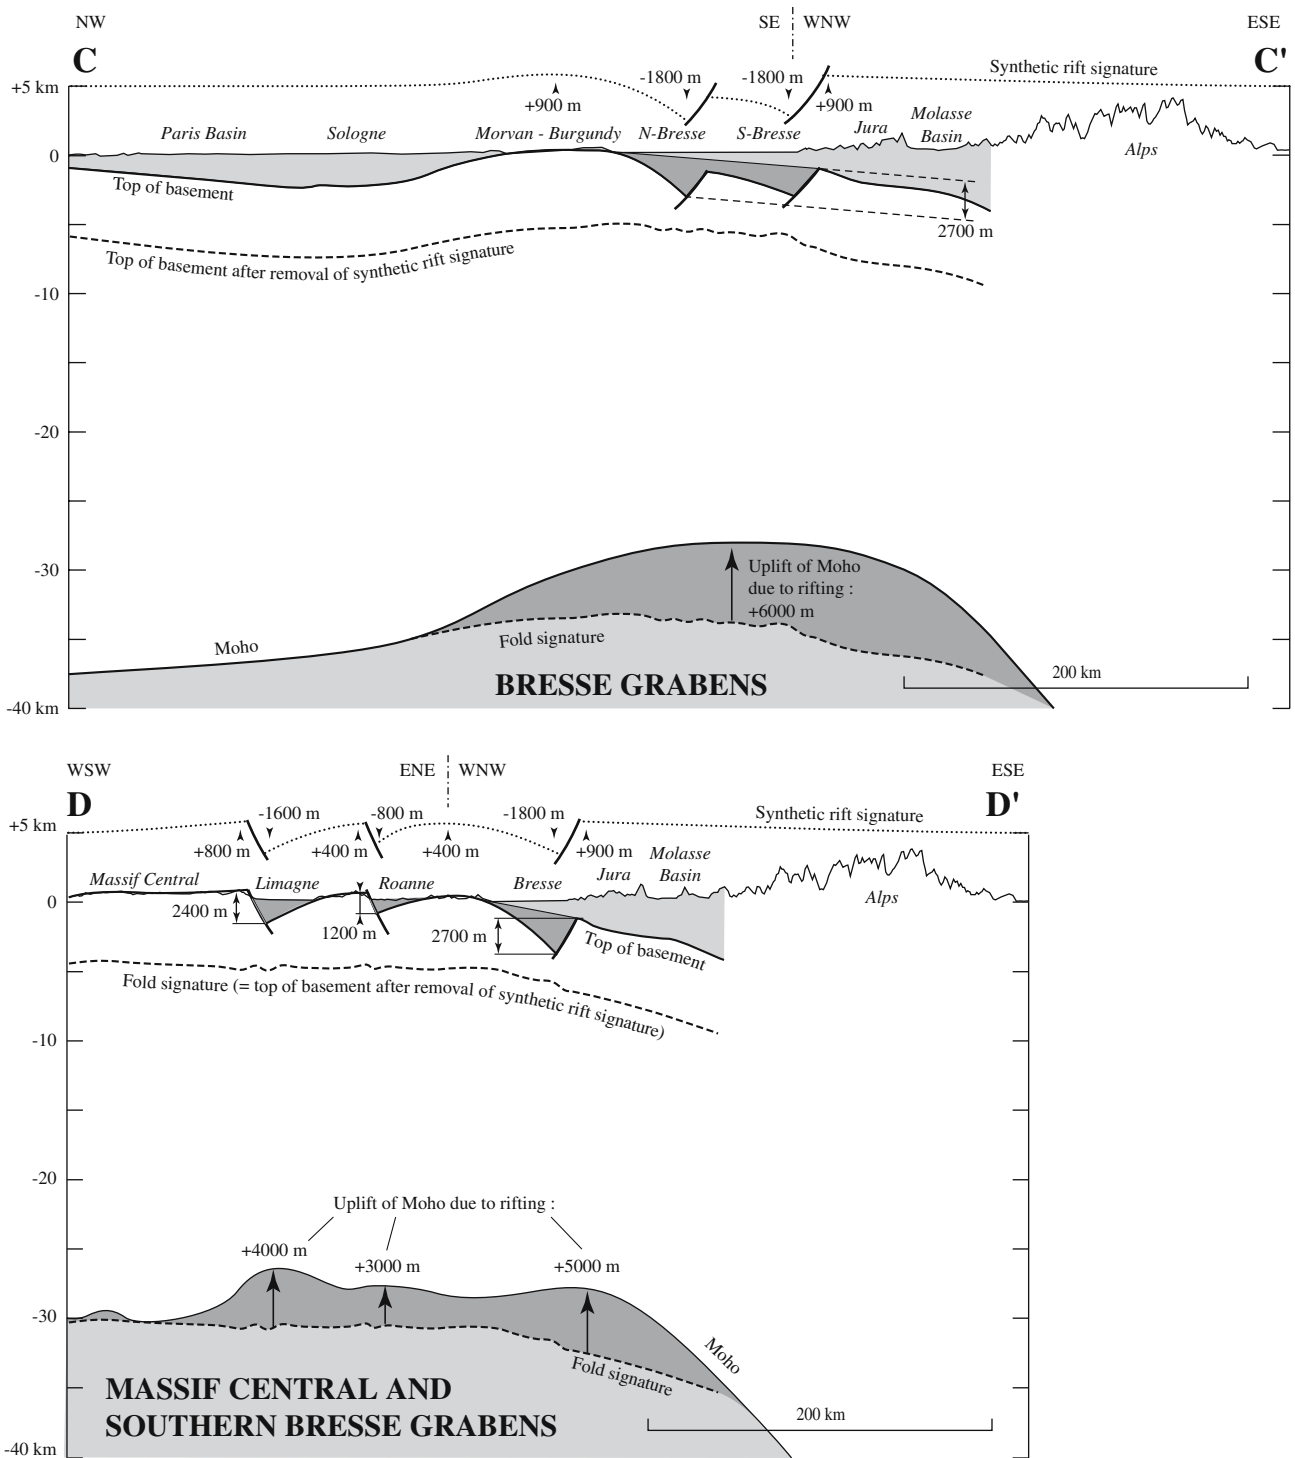 NW
SE
WNW
ESE
C
C'
+5 km
-1800 m
-1800 m
Synthetic rift signature
+900 m
+900 m
Paris Basin
Sologne
Morvan - Burgundy
N-Bresse
S-Bresse
Jura
Molasse
Basin
Alps
0
Top of basement
2700 m
Top of basement after removal of synthetic rift signature
-10
-20
-30
Uplift of Moho
due to rifting :
+6000 m
Moho
Fold signature
200 km
BRESSE GRABENS
-40 km
WSW
ENE
WNW
ESE
D
D'
+5 km
-1600 m
-800 m
-1800 m
Synthetic rift signature
+800 m
+400 m
+400 m
+900 m
Massif Central
Limagne
Roanne
Bresse
Jura
Molasse
Basin
Alps
0
2400 m
1200 m
2700 m
Top of basement
Fold signature (= top of basement after removal of synthetic rift signature)
-10
-20
Uplift of Moho due to rifting :
+4000 m
+3000 m
+5000 m
-30
Moho
Fold signature
MASSIF CENTRAL AND
SOUTHERN BRESSE GRABENS
200 km
-40 km